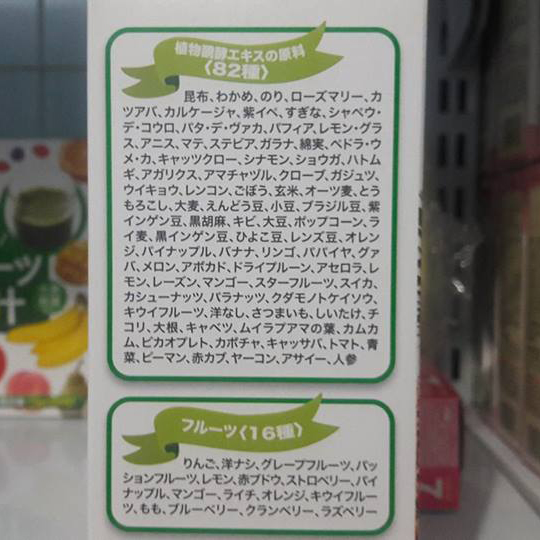 植物醗酵エキスの原料
〈82種〉
昆布、わかめ、のり、ローズマリー、カ
ツアバ、カルケージャ、紫イペ、すぎな、シャペウ・
デ・コウロ、パタ・デ・ヴァカ、パフィア、レモン・グラ
ス、アニス、マテ、ステビア、ガラナ、綿実、ペドラ・ウ
メ・カ、キャッツクロー、シナモン、ショウガ、ハトム
ギ、アガリクス、アマチャヅル、クローブ、ガジュツ、
ウイキョウ、レンコン、ごぼう、玄米、オーツ麦、とう
もろこし、大麦、えんどう豆、小豆、ブラジル豆、紫
インゲン豆、黒胡麻、キビ、大豆、ポップコーン、ラ
イ麦、黒インゲン豆、ひよこ豆、レンズ豆、オレン
ジ、パイナップル、バナナ、リンゴ、パパイヤ、グァ
バ、メロン、アボカド、ドライプルーン、アセロラ、レ
モン、レーズン、マンゴー、スターフルーツ、スイカ、
カシューナッツ、パラナッツ、クダモノトケイソウ、
キウイフルーツ、洋なし、さつまいも、しいたけ、チ
コリ、大根、キャベツ、ムイラプアマの葉、カムカ
ム、ピカオプレト、カボチャ、キャッサバ、トマト、青
菜、ピーマン、赤カブ、ヤーコン、アサイー、人参
フルーツ〈16種〉
りんご、洋ナシ、グレープフルーツ、パッ
ションフルーツ、レモン、赤ブドウ、ストロベリー、パイ
ナップル、マンゴー、ライチ、オレンジ、キウイフルー
ツ、もも、ブルーベリー、クランベリー、ラズベリー
ーツ
汁
7